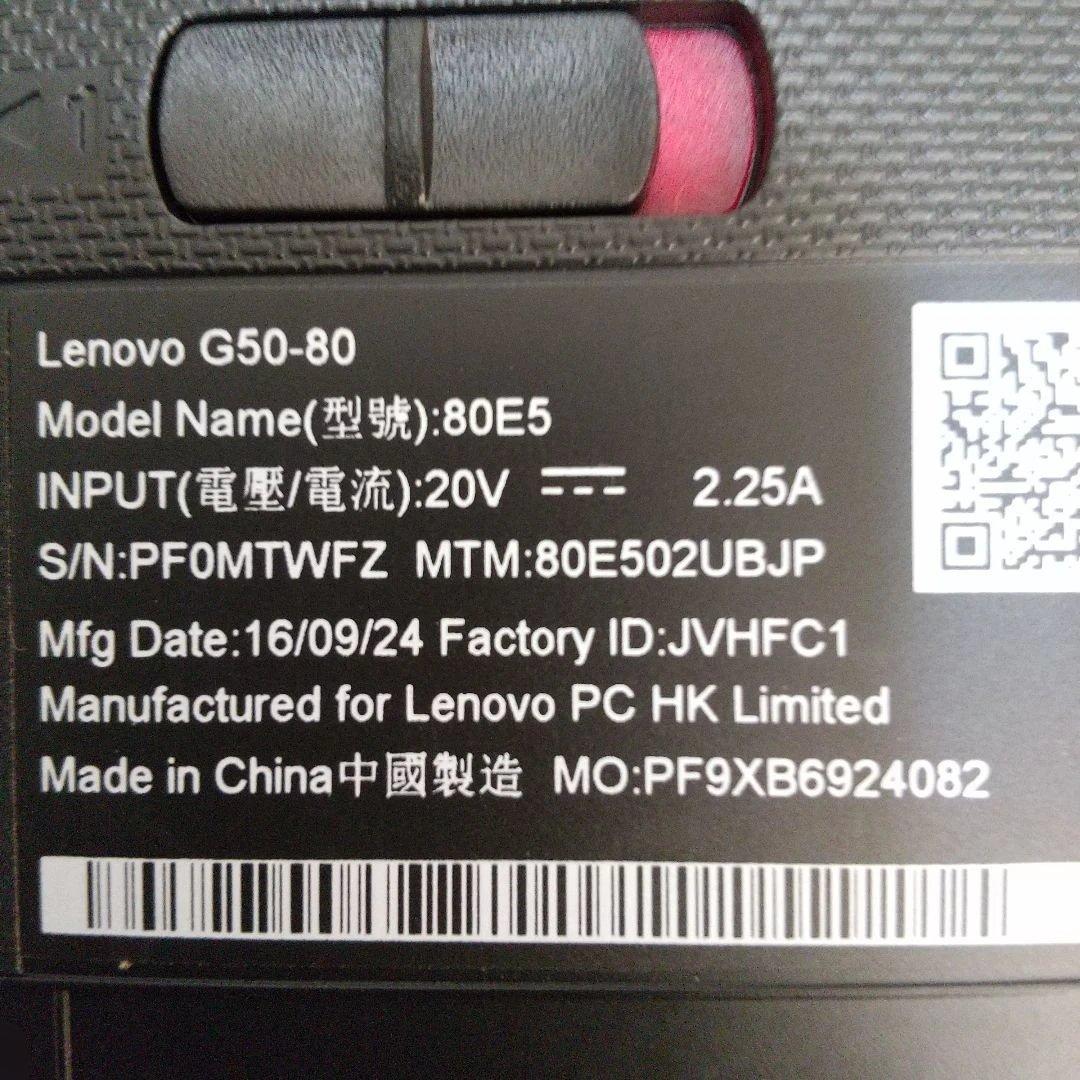 1
Lenovo G50-80
Model Name(型號):80E5
INPUT(電壓/電流):20V ⎓ 2.25A
S/N:PF0MTWFZ MTM:80E502UBJP
Mfg Date:16/09/24 Factory ID:JVHFC1
Manufactured for Lenovo PC HK Limited
Made in China中國製造 MO:PF9XB6924082